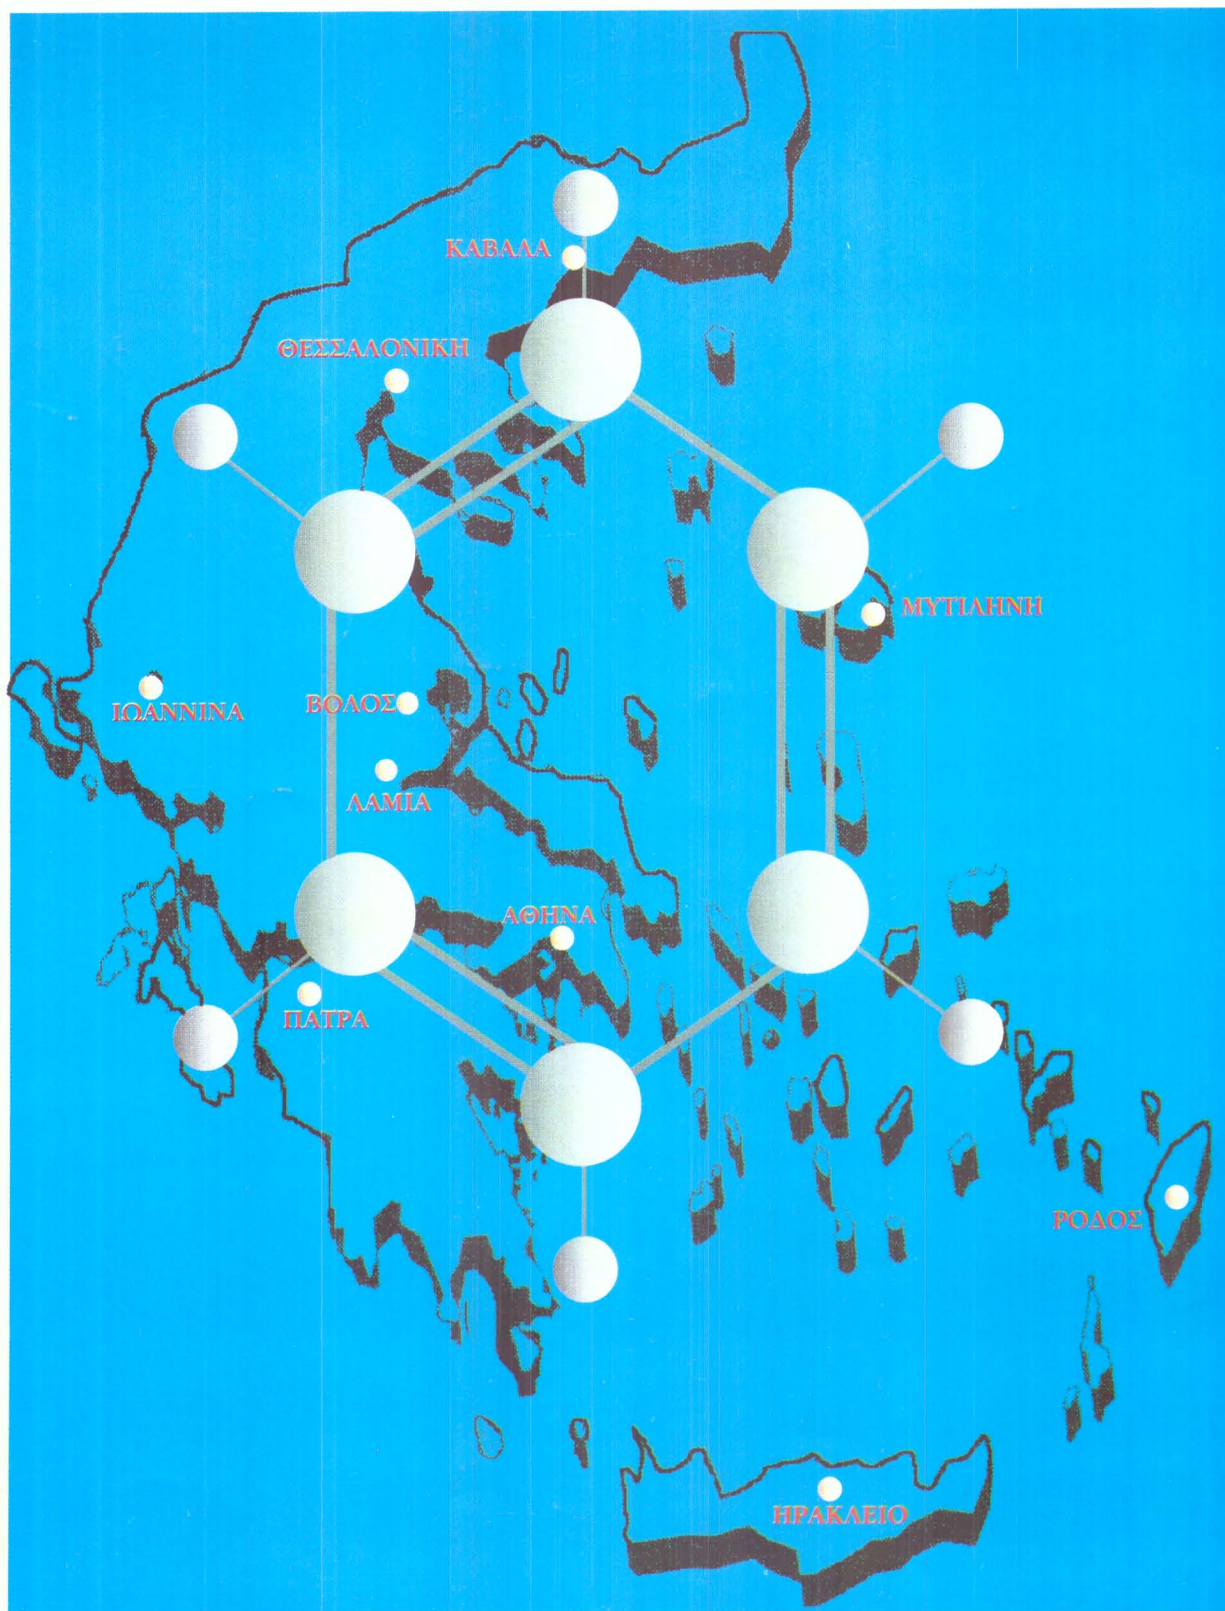 ΚΑΒΑΛΑ
ΘΕΣΣΑΛΟΝΙΚΗ
ΜΥΤΙΛΗΝΗ
ΙΩΑΝΝΙΝΑ
ΒΟΛΟΣ
ΛΑΜΙΑ
ΑΘΗΝΑ
ΠΑΤΡΑ
ΡΟΔΟΣ
ΗΡΑΚΛΕΙΟ